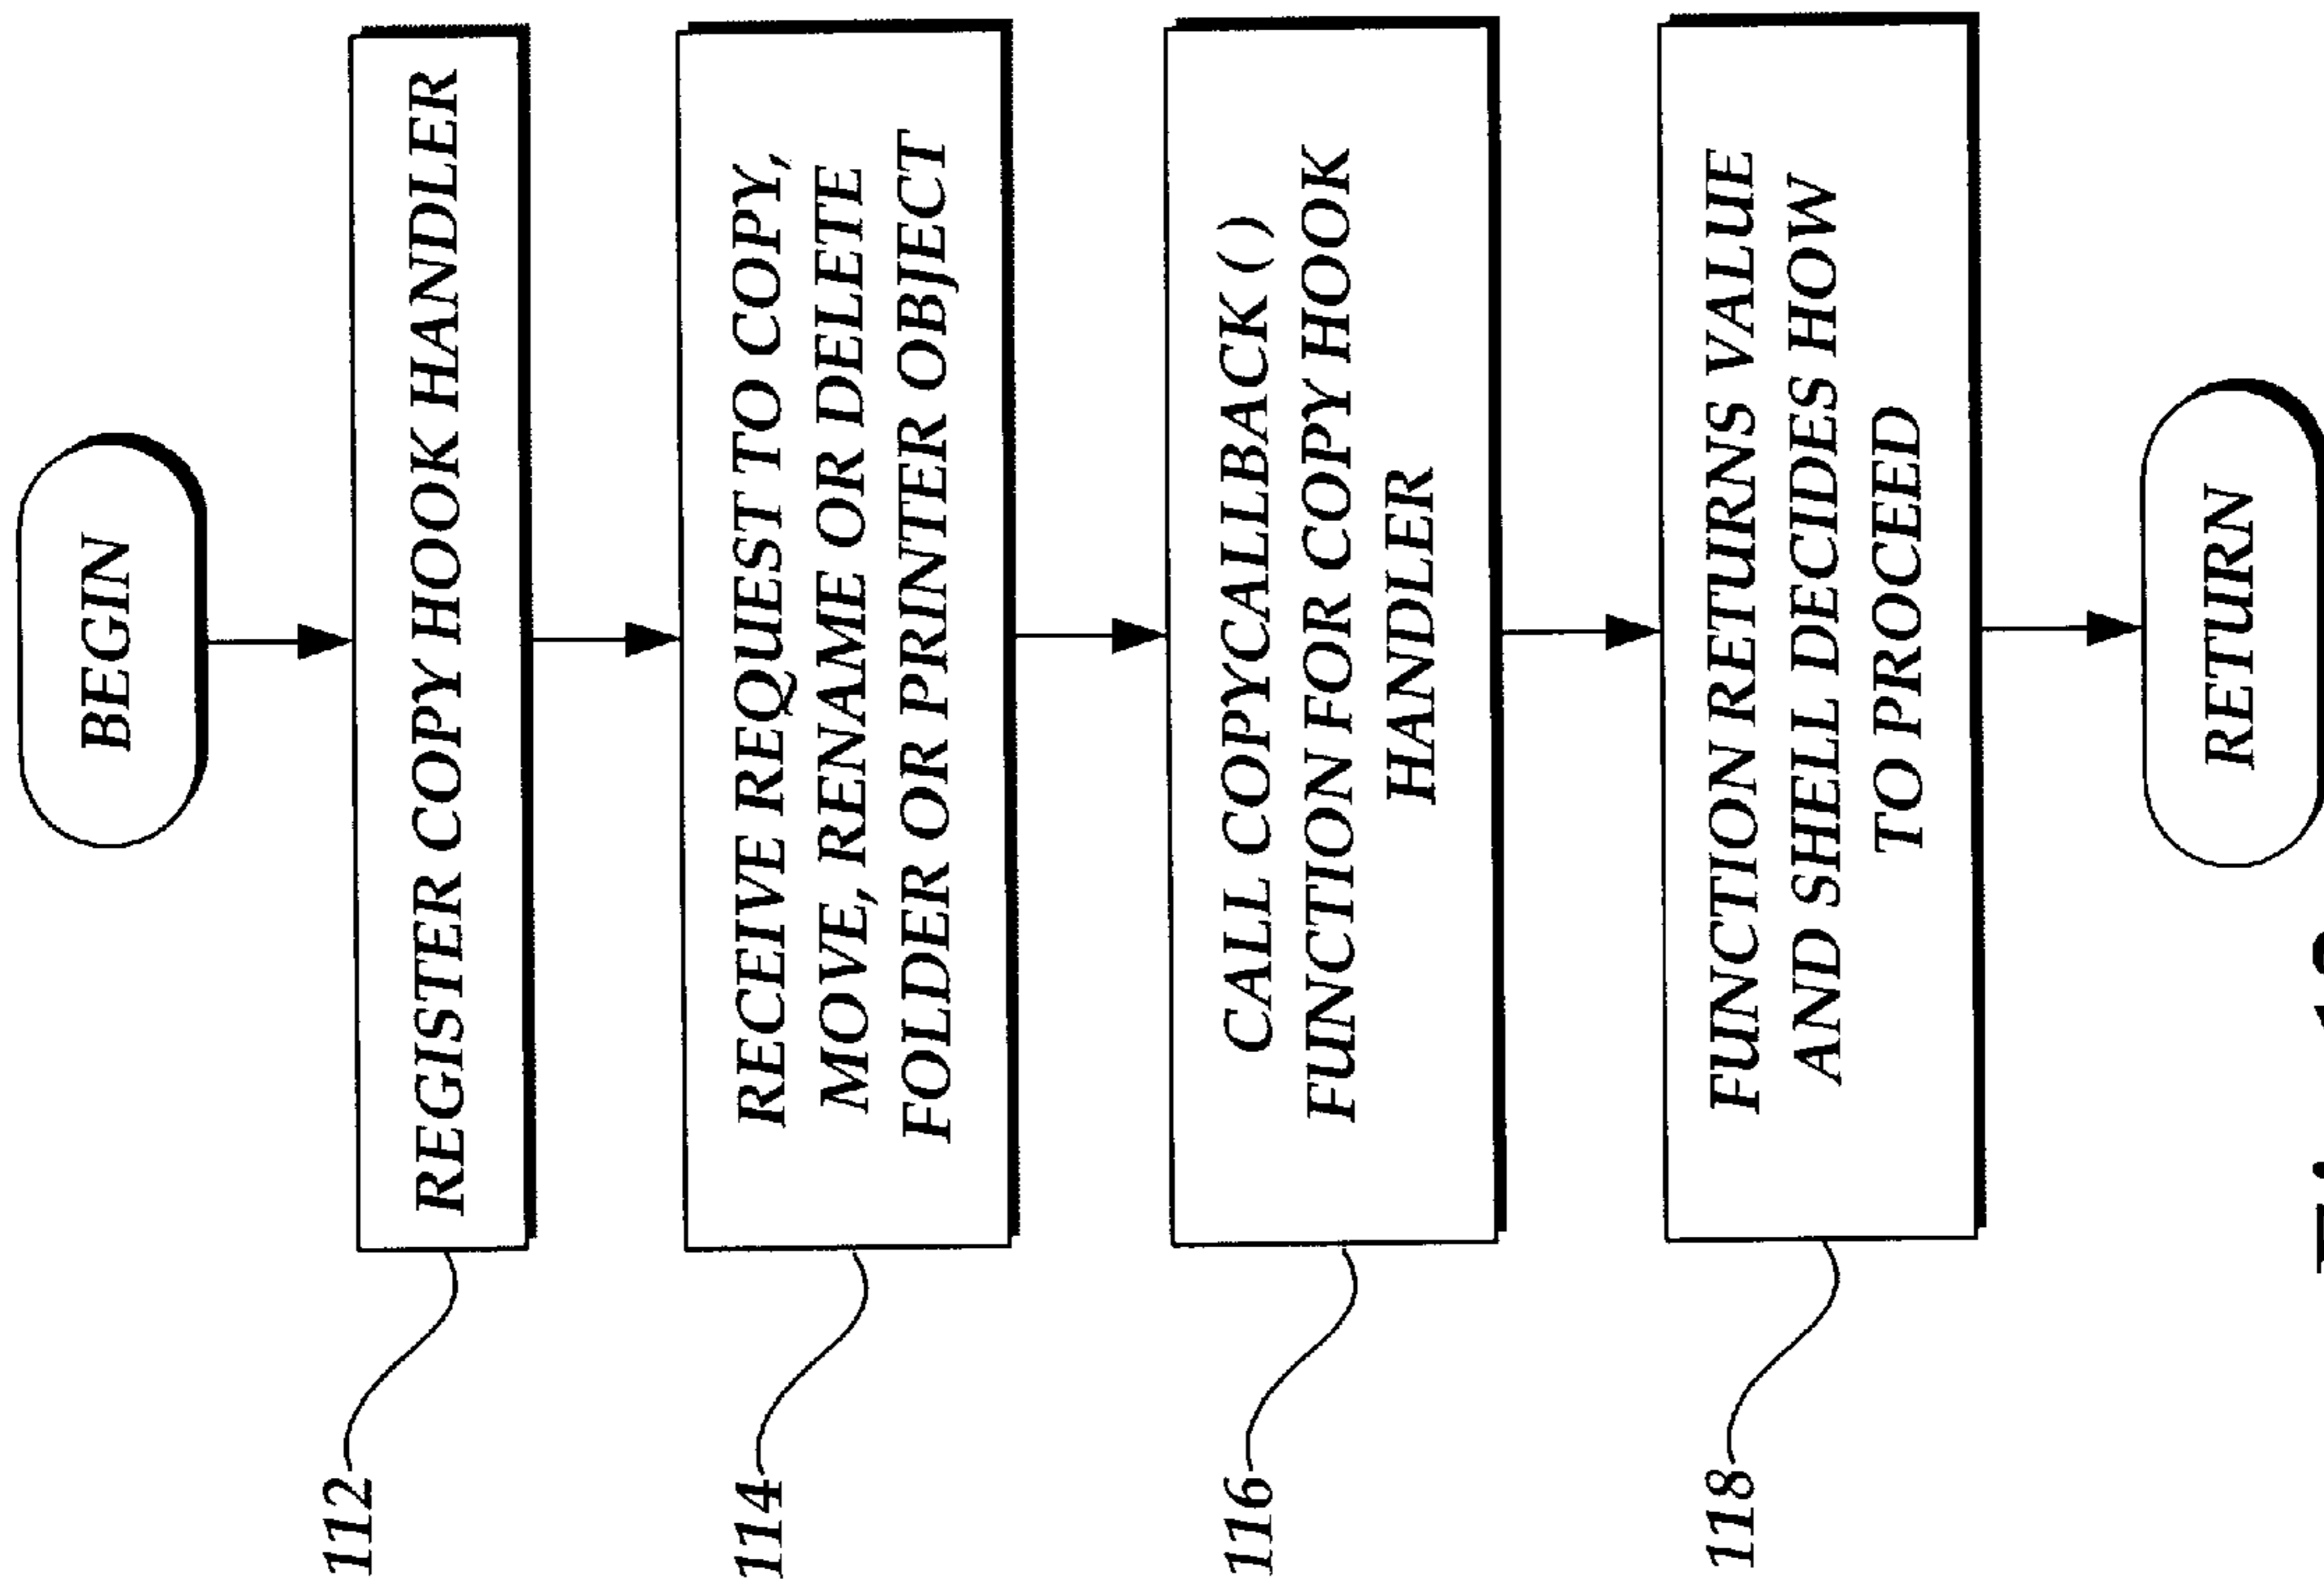 BEGIN
112
REGISTER COPY HOOK HANDLER
114
RECEIVE REQUEST TO COPY,
MOVE, RENAME OR DELETE
FOLDER OR PRINTER OBJECT
116
CALL COPYCALLBACK ( )
FUNCTION FOR COPY HOOK
HANDLER
118
FUNCTION RETURNS VALUE
AND SHELL DECIDES HOW
TO PROCEED
RETURN